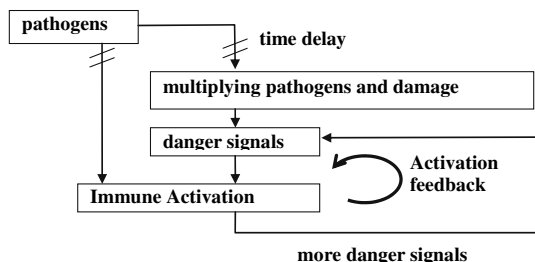 pathogens
time delay
multiplying pathogens and damage
danger signals
Activation
feedback
Immune Activation
more danger signals